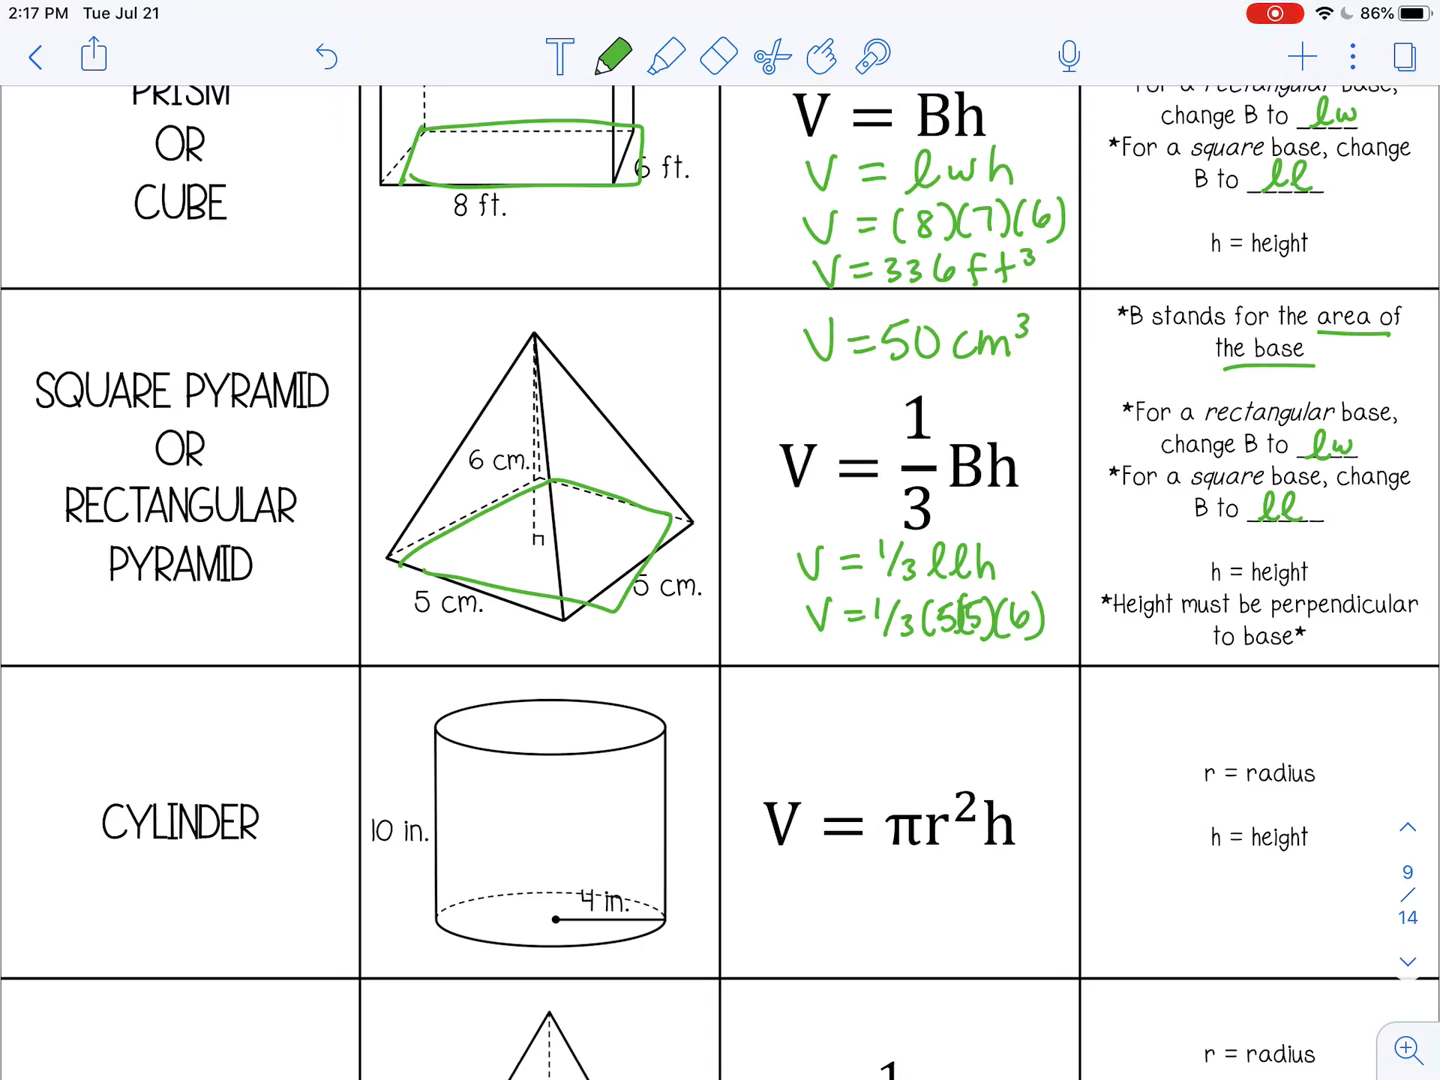 2:17 PM Tue Jul 21
86%
PRISM
OR
CUBE
6 ft.
8 ft.
V = Bh
V = lwh
V = (8)(7)(6)
V = 336 ft³
For a rectangular base,
change B to lw
*For a square base, change
B to ll
h = height
SQUARE PYRAMID
OR
RECTANGULAR
PYRAMID
6 cm.
5 cm.
5 cm.
V = 50 cm³
V = 1/3 Bh
V = 1/3 llh
V = 1/3 (5)(5)(6)
*B stands for the area of
the base
*For a rectangular base,
change B to lw
*For a square base, change
B to ll
h = height
*Height must be perpendicular
to base*
CYLINDER
10 in.
4 in.
V = πr²h
r = radius
h = height
9
/
14
1
r = radius